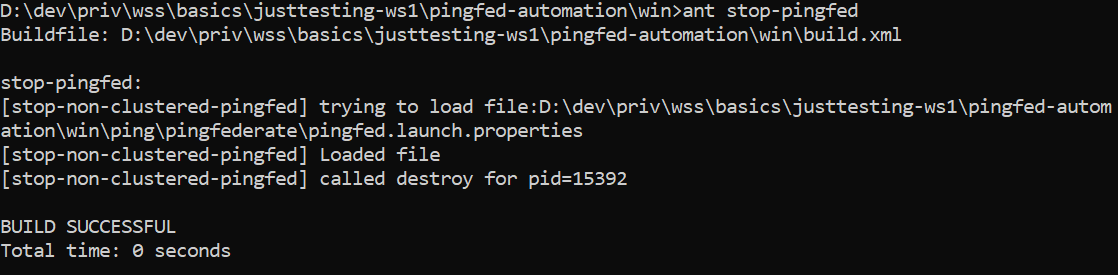 D:\dev\priv\wss\basics\justtesting-ws1\pingfed-automation\win>ant stop-pingfed
Buildfile: D:\dev\priv\wss\basics\justtesting-ws1\pingfed-automation\win\build.xml
stop-pingfed:
[stop-non-clustered-pingfed] trying to load file:D:\dev\priv\wss\basics\justtesting-ws1\pingfed-autom
ation\win\ping\pingfederate\pingfed.launch.properties
[stop-non-clustered-pingfed] Loaded file
[stop-non-clustered-pingfed] called destroy for pid=15392
BUILD SUCCESSFUL
Total time: 0 seconds